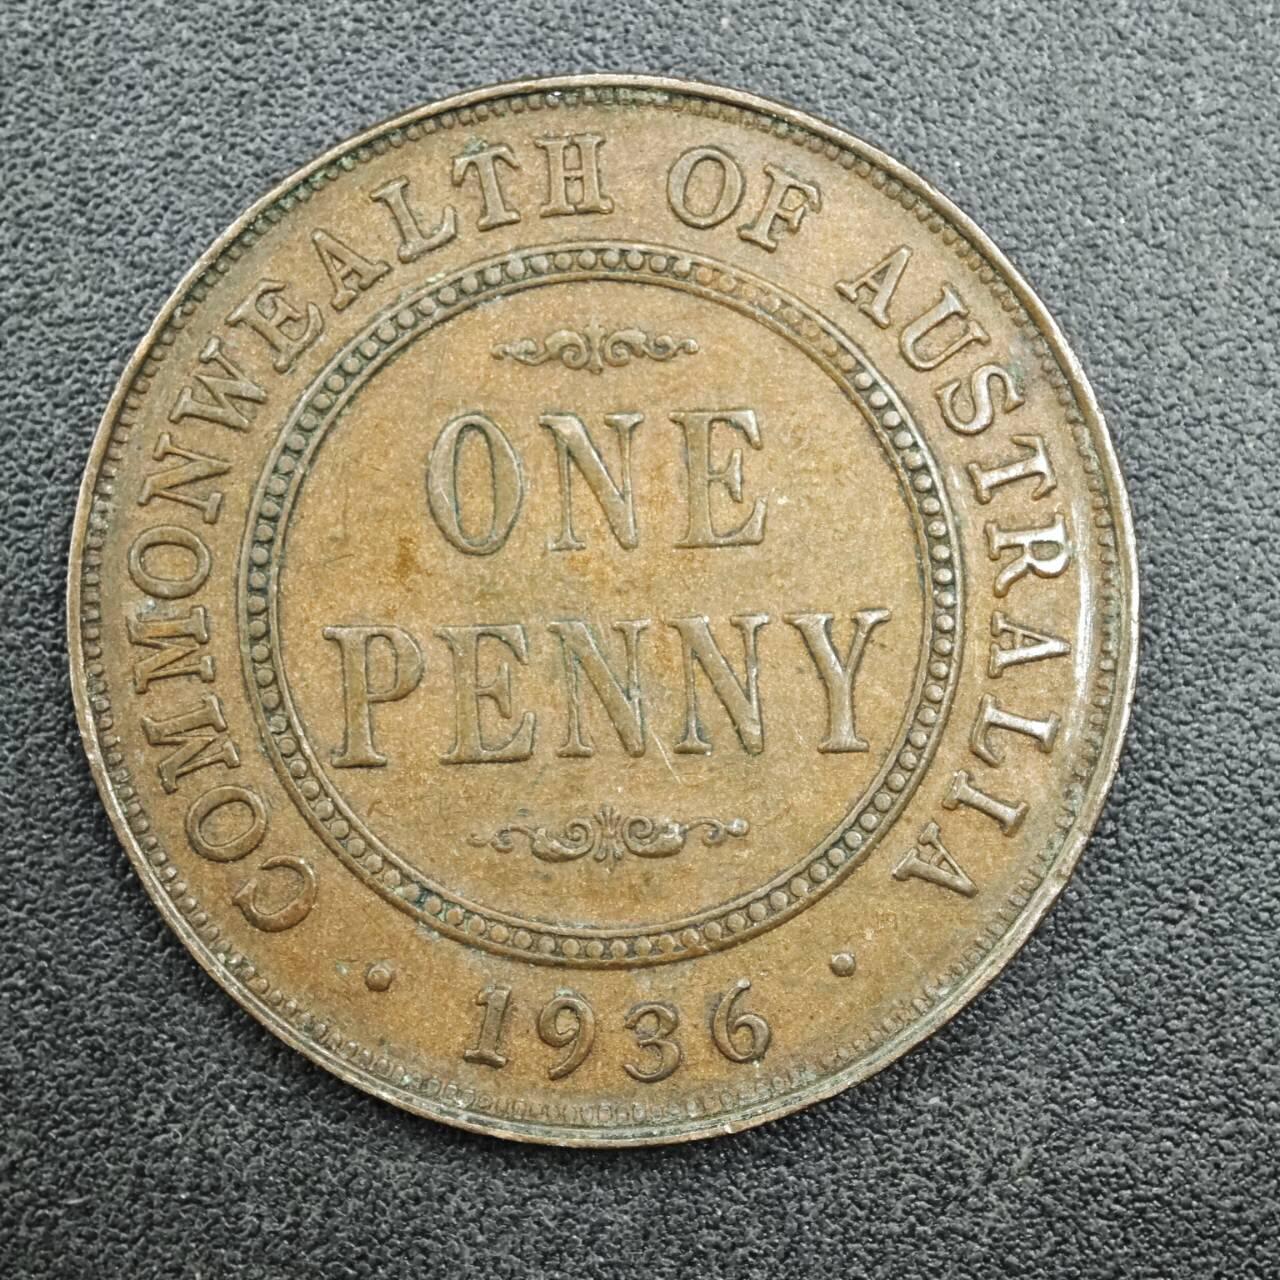 COMMONWEALTH OF AUSTRALIA
ONE
PENNY
· 1936 ·